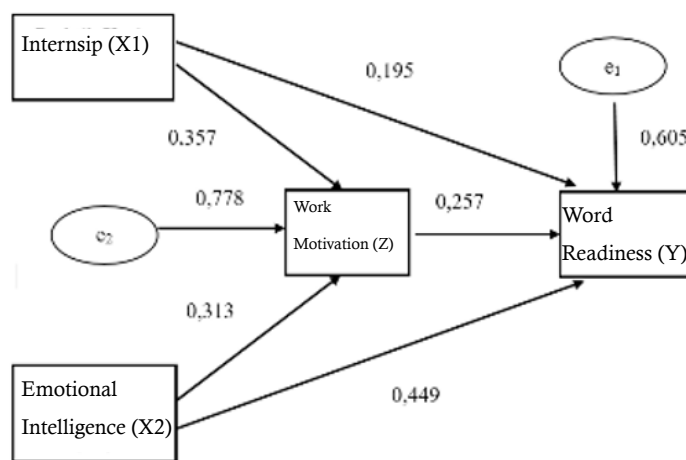 Internsip (X1)
0,195
e₁
0,357
0,605
0,778
Work
Motivation (Z)
0,257
Word
Readiness (Y)
e₂
0,313
Emotional
Intelligence (X2)
0,449